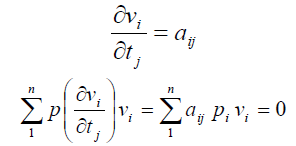 ∂v_i/∂t_j = a_ij
∑_1^n p(∂v_i/∂t_j) v_i = ∑_1^n a_ij p_i v_i = 0